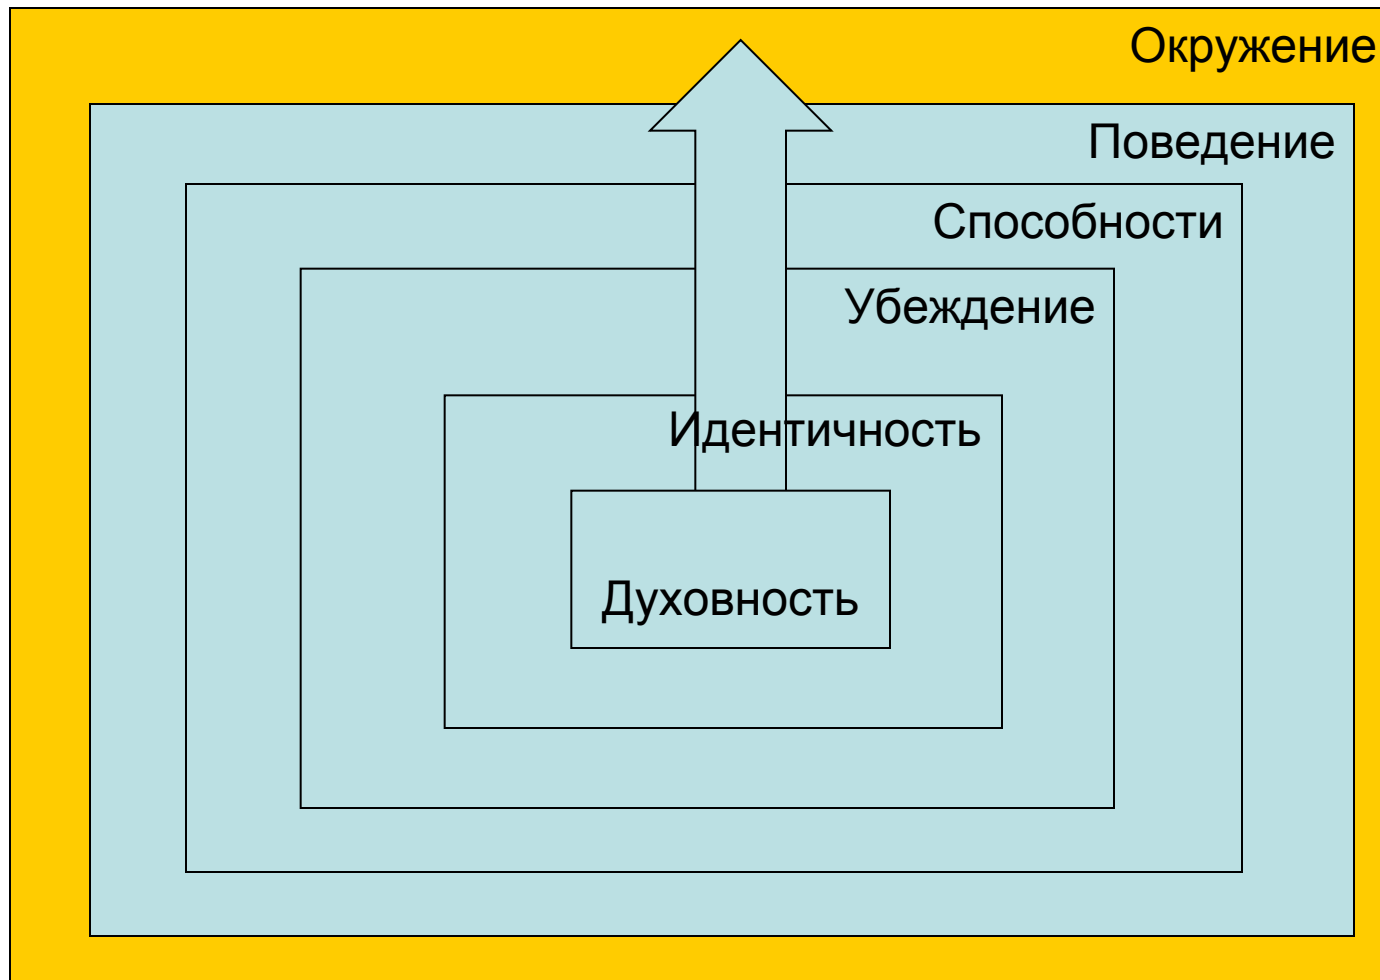 Окружение
Поведение
Способности
Убеждение
Идентичность
Духовность